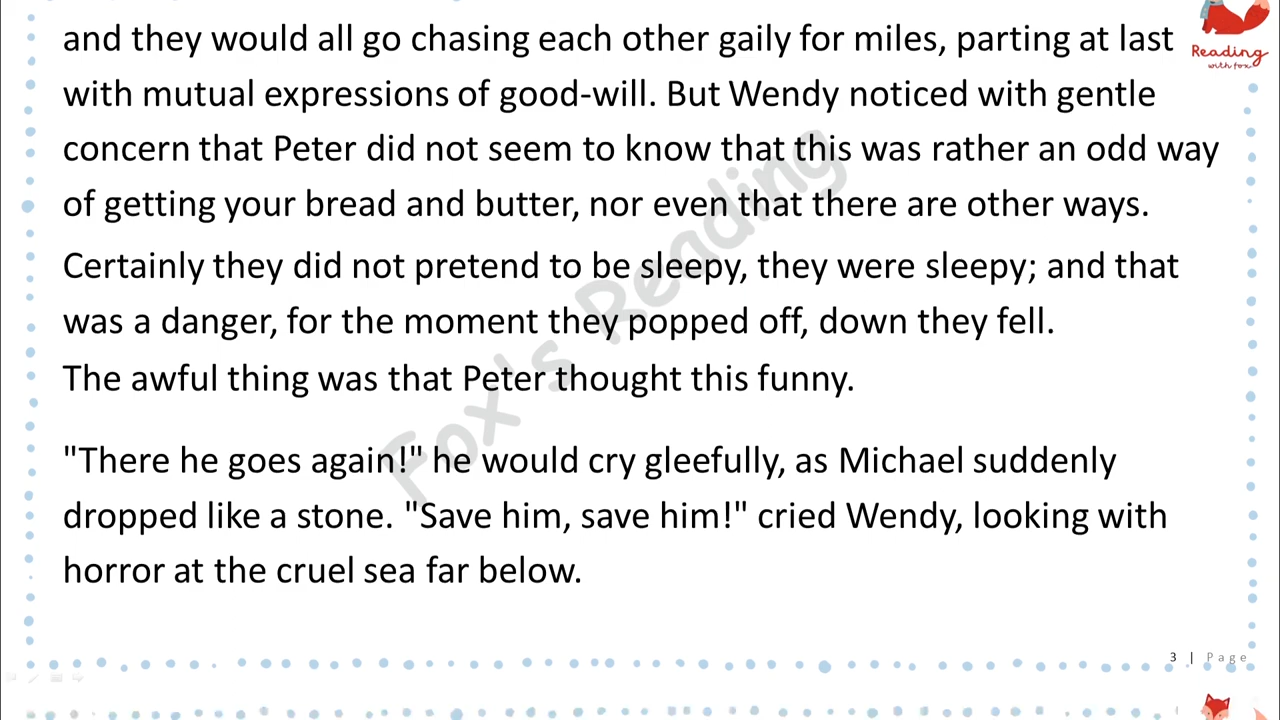 and they would all go chasing each other gaily for miles, parting at last
with mutual expressions of good-will. But Wendy noticed with gentle
concern that Peter did not seem to know that this was rather an odd way
of getting your bread and butter, nor even that there are other ways.
Certainly they did not pretend to be sleepy, they were sleepy; and that
was a danger, for the moment they popped off, down they fell.
The awful thing was that Peter thought this funny.
"There he goes again!" he would cry gleefully, as Michael suddenly
dropped like a stone. "Save him, save him!" cried Wendy, looking with
horror at the cruel sea far below.
Reading
with fox
Fox's Reading
3 | Page